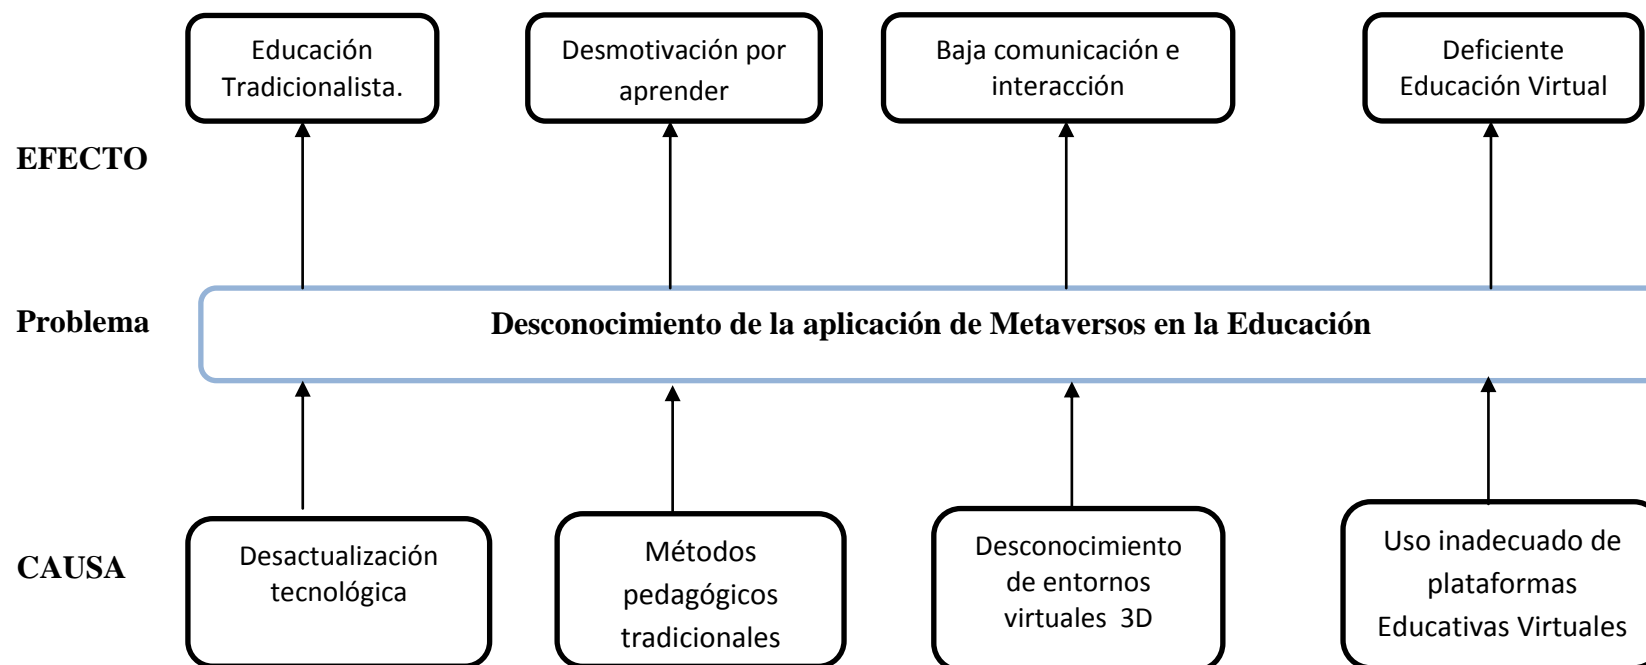 Educación
Tradicionalista.
Desmotivación por
aprender
Baja comunicación e
interacción
Deficiente
Educación Virtual
EFECTO
Problema
Desconocimiento de la aplicación de Metaversos en la Educación
CAUSA
Desactualización
tecnológica
Métodos
pedagógicos
tradicionales
Desconocimiento
de entornos
virtuales 3D
Uso inadecuado de
plataformas
Educativas Virtuales